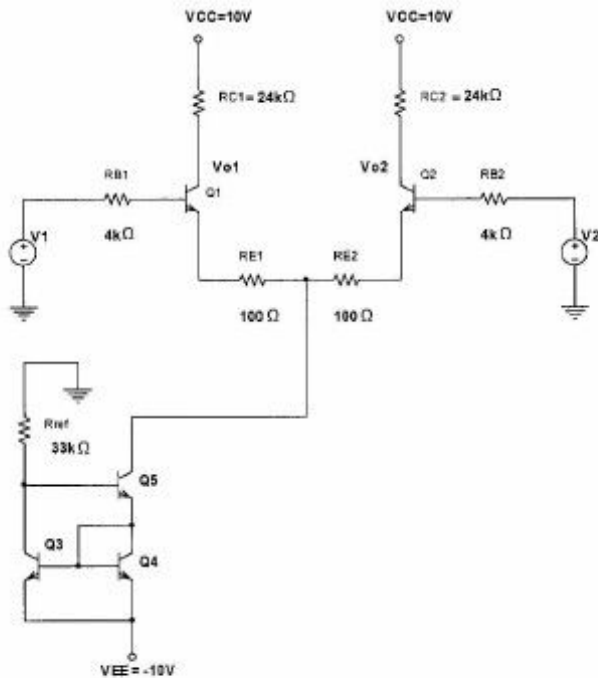 VCC=10V
VCC=10V
RC1=24kΩ
RC2 = 24kΩ
Vo1
Vo2
RB1
Q1
Q2
RB2
V1
4kΩ
4kΩ
V2
RE1
RE2
100 Ω
100 Ω
Rref
33kΩ
Q5
Q3
Q4
VEE= -10V